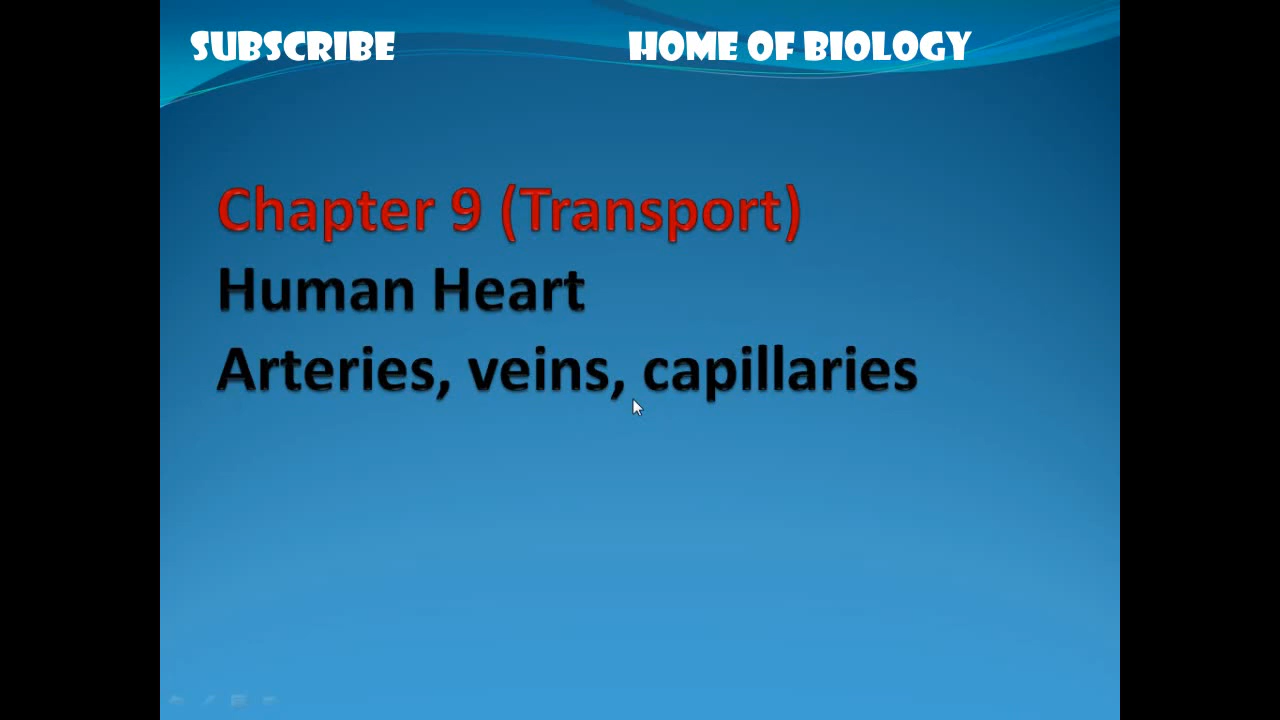 SUBSCRIBE HOME OF BIOLOGY
Chapter 9 (Transport)
Human Heart
Arteries, veins, capillaries